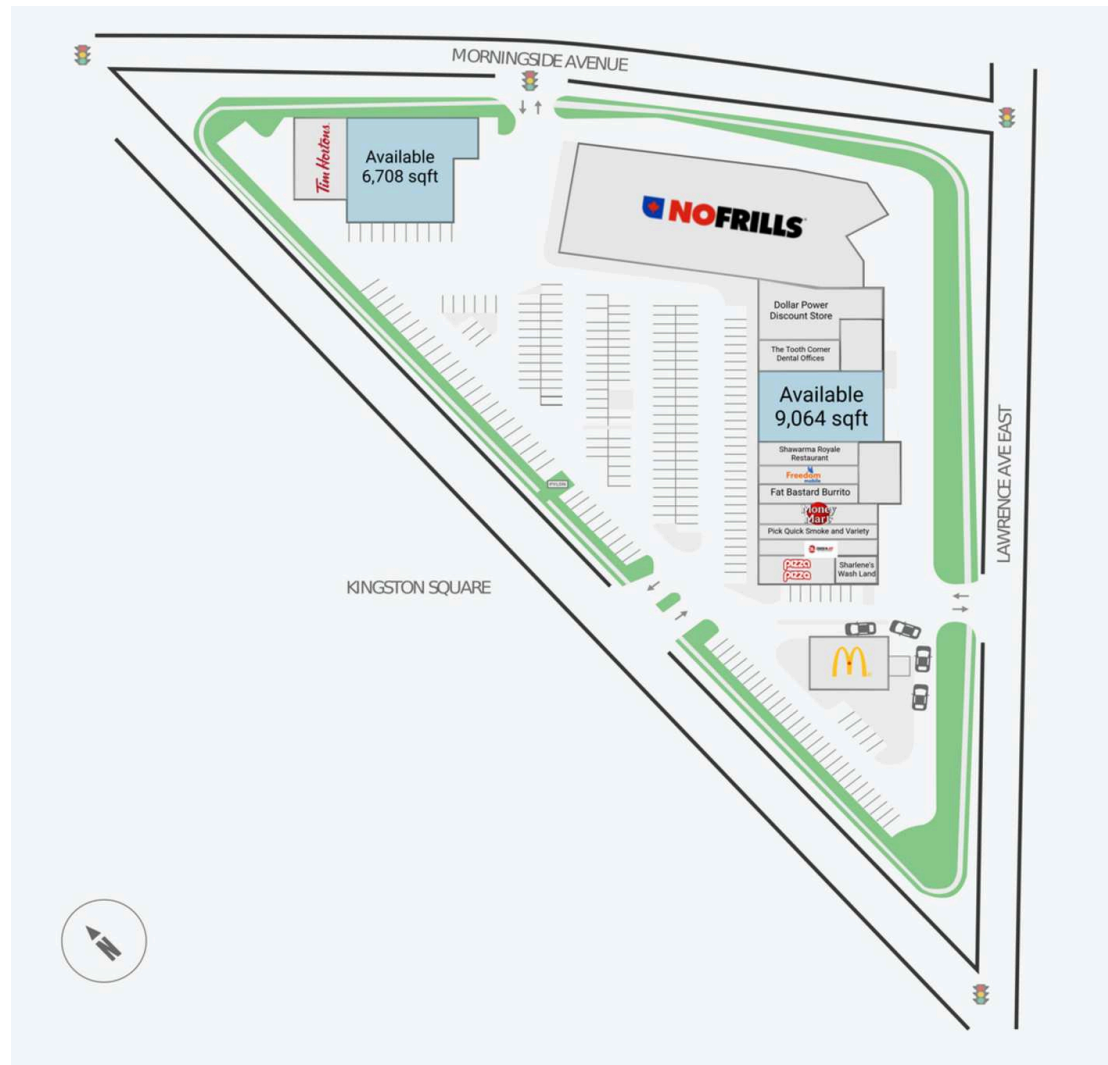 MORNINGSIDE AVENUE
Tim Hortons
Available
6,708 sqft
NOFRILLS
Dollar Power
Discount Store
The Tooth Corner
Dental Offices
Available
9,064 sqft
LAWRENCE AVE EAST
Shawarma Royale
Restaurant
Freedom
mobile
Fat Bastard Burrito
PYLON
Money
Mart
Pick Quick Smoke and Variety
pizza
pizza
Sharlene's
Wash Land
KINGSTON SQUARE
M
N